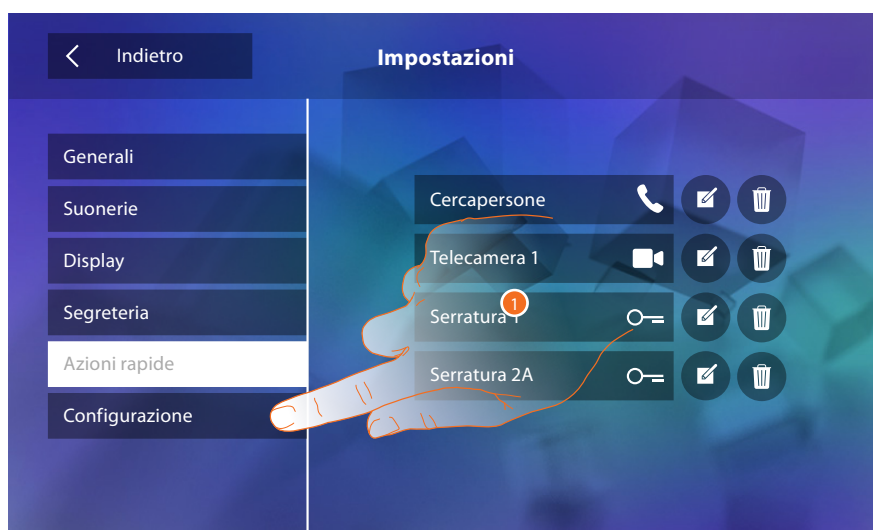 Indietro
Impostazioni
Generali
Suonerie
Display
Segreteria
Azioni rapide
Configurazione
Cercapersone
Telecamera 1
Serratura 1
1
Serratura 2A